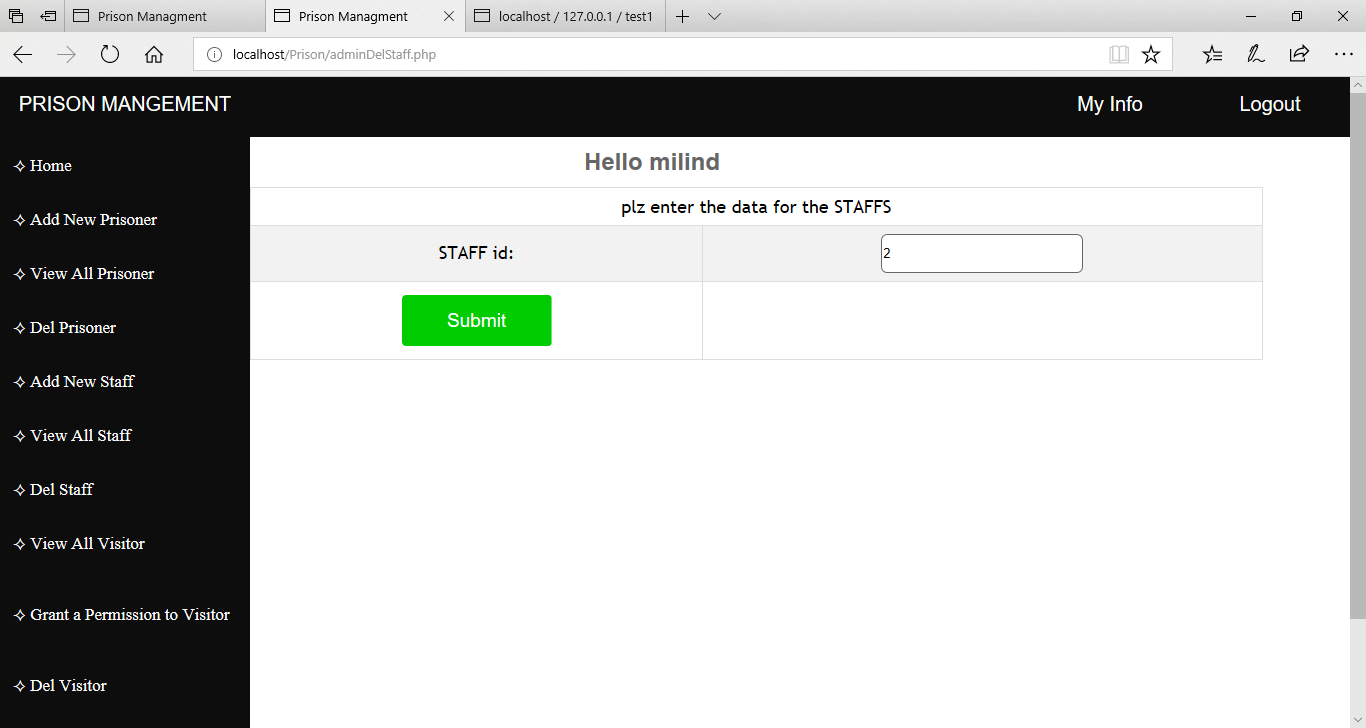 Prison Managment
Prison Managment
localhost / 127.0.0.1 / test1
localhost/Prison/adminDelStaff.php
PRISON MANGEMENT
My Info
Logout
Home
Add New Prisoner
View All Prisoner
Del Prisoner
Add New Staff
View All Staff
Del Staff
View All Visitor
Grant a Permission to Visitor
Del Visitor
Hello milind
plz enter the data for the STAFFS
STAFF id:
2
Submit